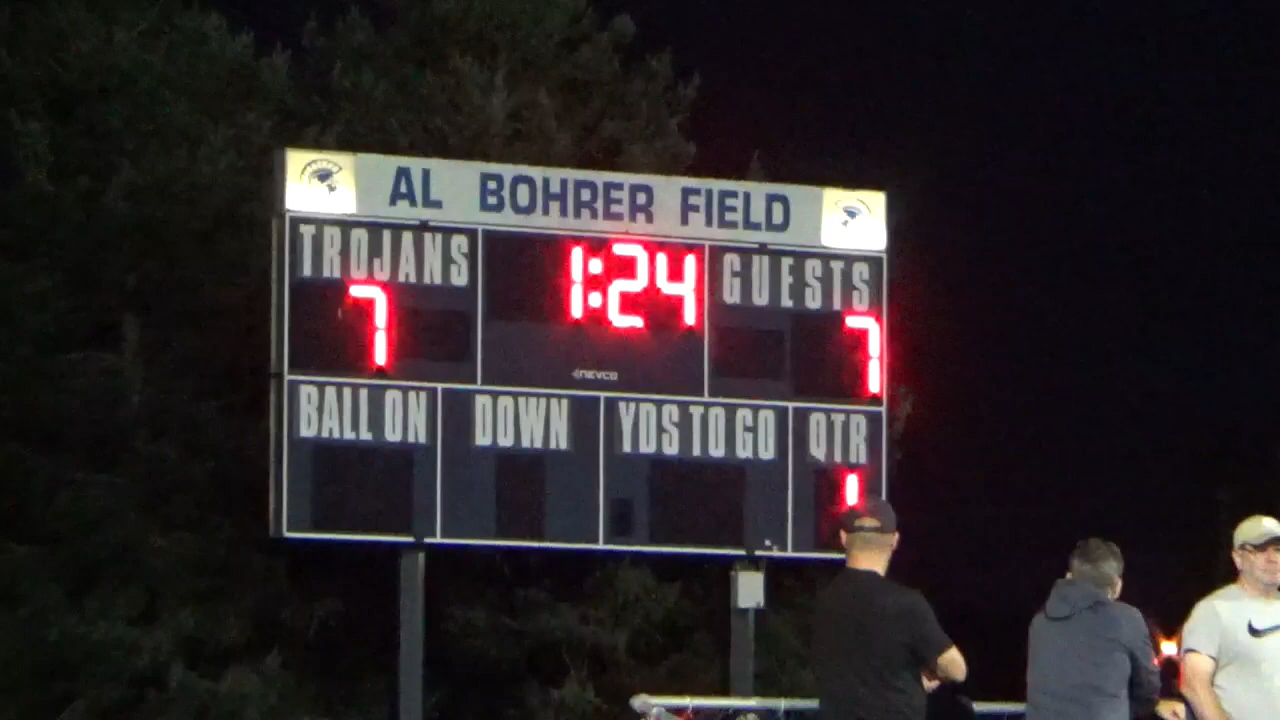 AL BOHRER FIELD
TROJANS 1:24 GUESTS
7 7
NEVCO
BALL ON DOWN YDS TO GO QTR
1